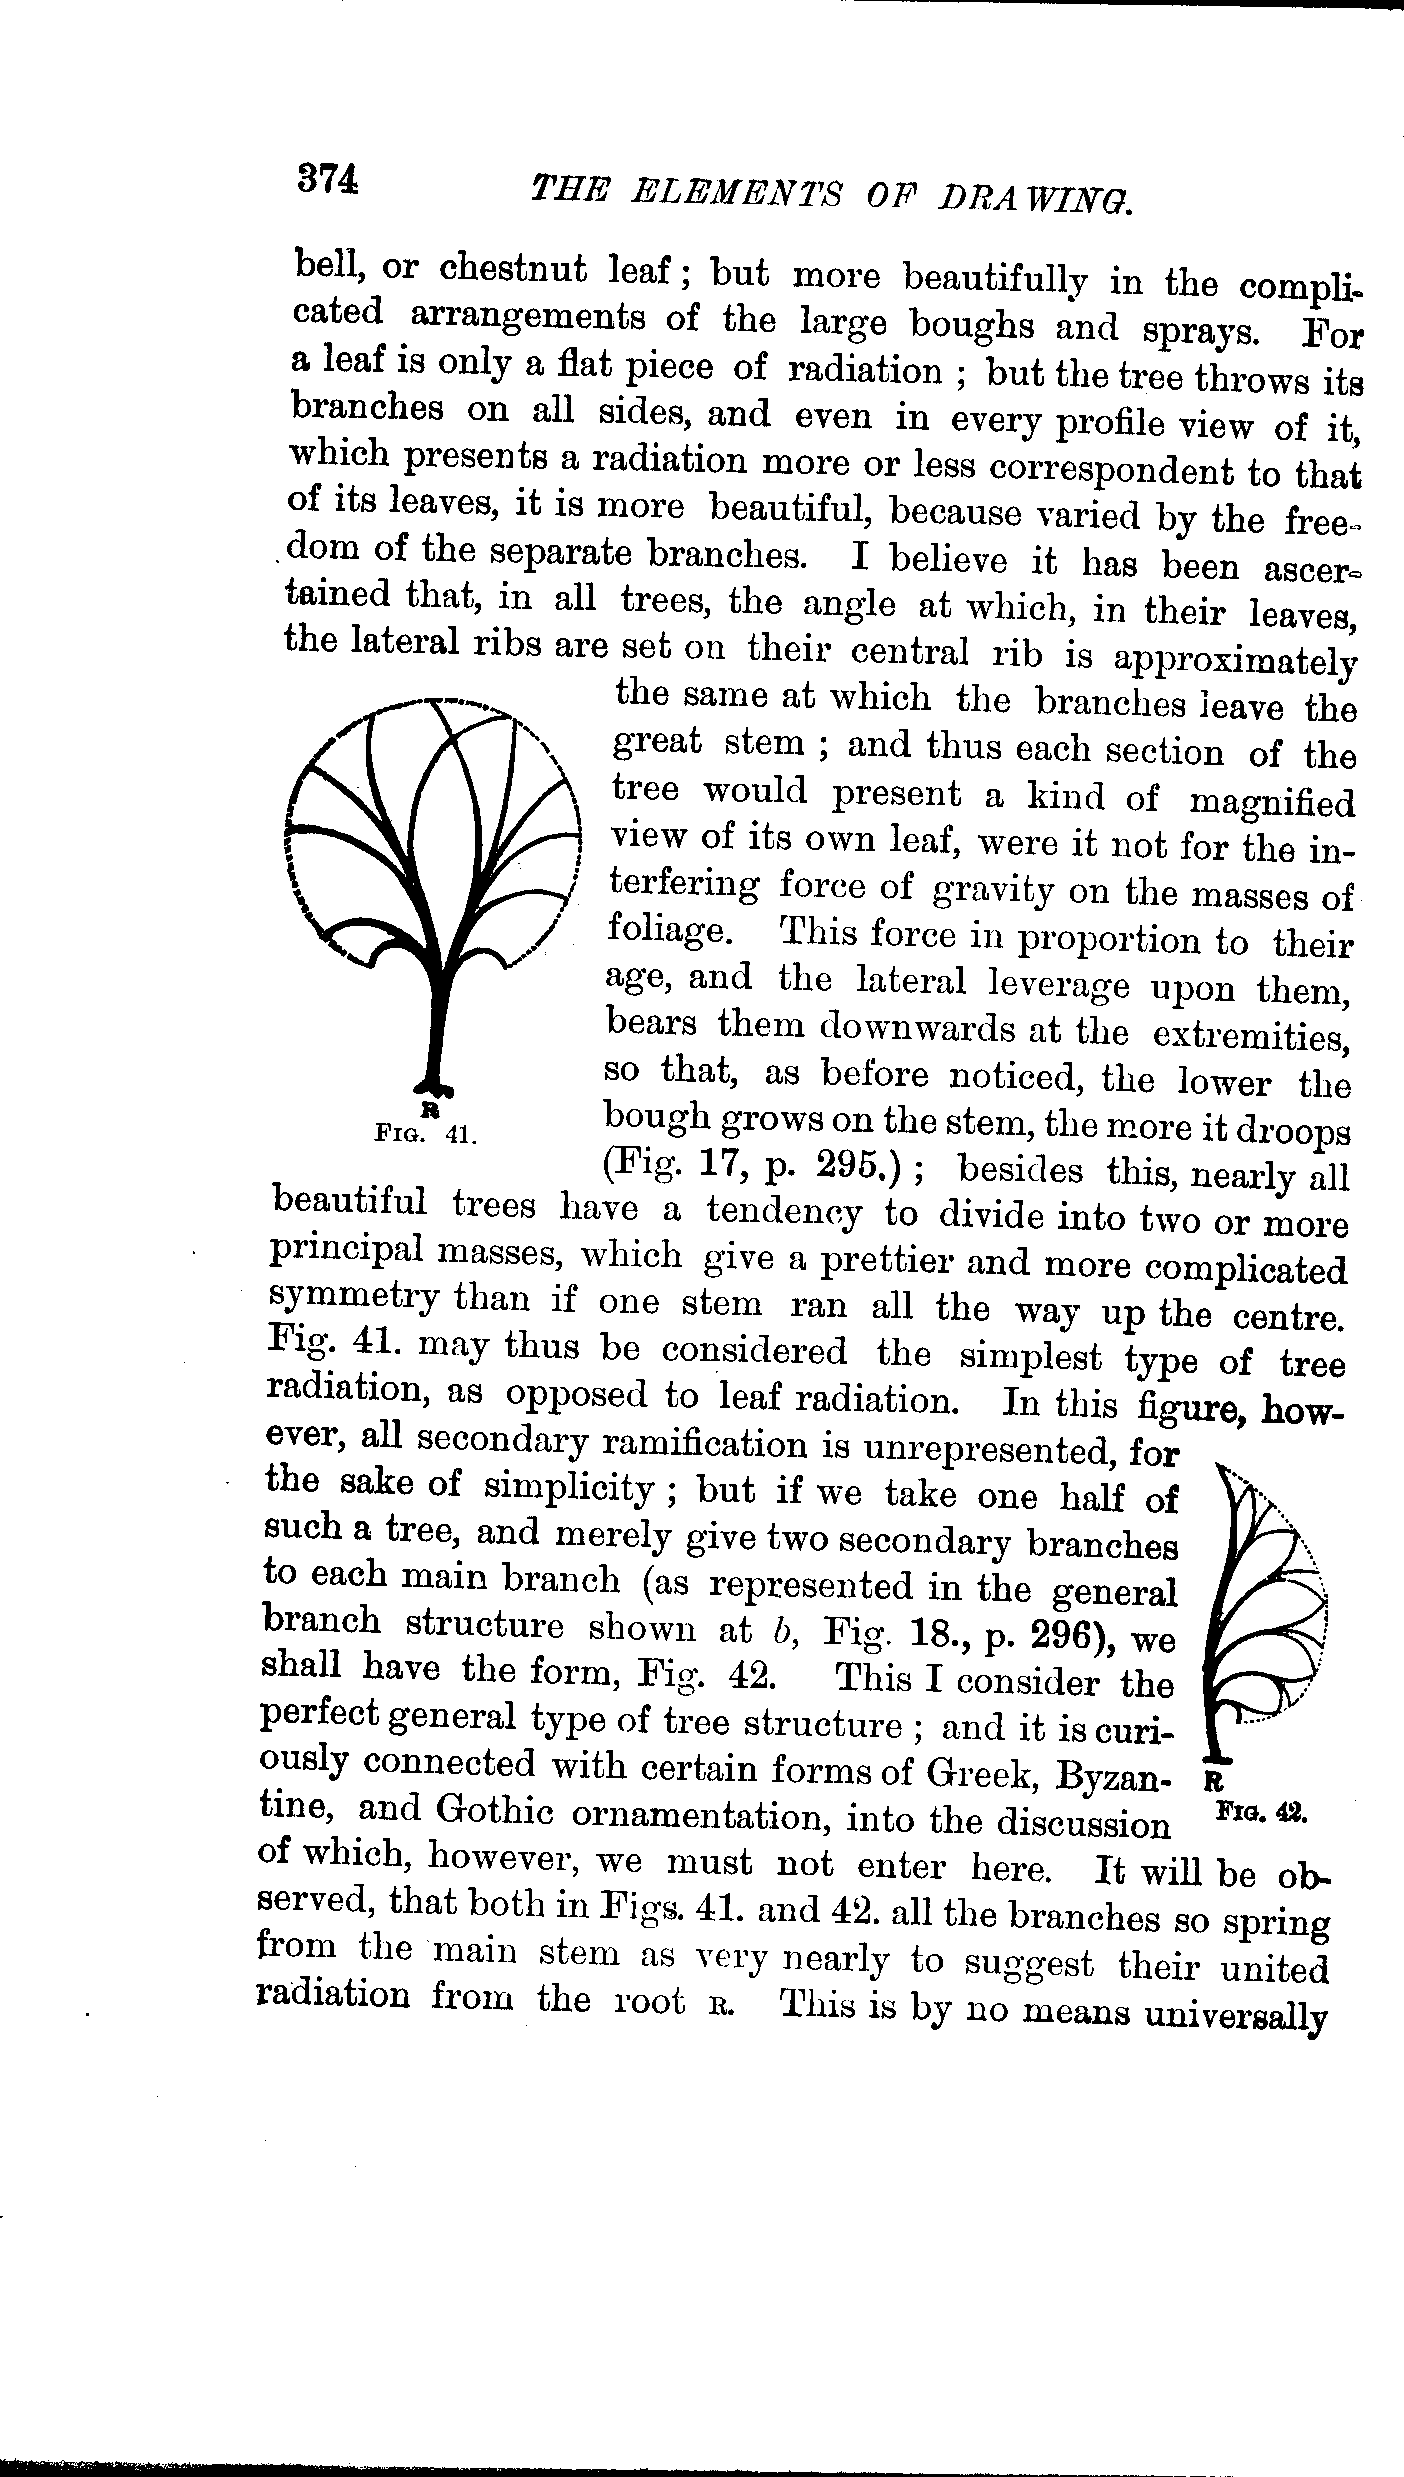 374 THE ELEMENTS OF DRAWING.
bell, or chestnut leaf; but more beautifully in the compli-
cated arrangements of the large boughs and sprays. For
a leaf is only a flat piece of radiation; but the tree throws its
branches on all sides, and even in every profile view of it,
which presents a radiation more or less correspondent to that
of its leaves, it is more beautiful, because varied by the free-
dom of the separate branches. I believe it has been ascer-
tained that, in all trees, the angle at which, in their leaves,
the lateral ribs are set on their central rib is approximately
the same at which the branches leave the
great stem; and thus each section of the
tree would present a kind of magnified
view of its own leaf, were it not for the in-
terfering force of gravity on the masses of
foliage. This force in proportion to their
age, and the lateral leverage upon them,
bears them downwards at the extremities,
so that, as before noticed, the lower the
bough grows on the stem, the more it droops
(Fig. 17, p. 295.); besides this, nearly all
R
FIG. 41.
beautiful trees have a tendency to divide into two or more
principal masses, which give a prettier and more complicated
symmetry than if one stem ran all the way up the centre.
Fig. 41. may thus be considered the simplest type of tree
radiation, as opposed to leaf radiation. In this figure, how-
ever, all secondary ramification is unrepresented, for
the sake of simplicity; but if we take one half of
such a tree, and merely give two secondary branches
to each main branch (as represented in the general
branch structure shown at b, Fig. 18., p. 296), we
shall have the form, Fig. 42. This I consider the
perfect general type of tree structure; and it is curi-
ously connected with certain forms of Greek, Byzan-
tine, and Gothic ornamentation, into the discussion
R
FIG. 42.
of which, however, we must not enter here. It will be ob-
served, that both in Figs. 41. and 42. all the branches so spring
from the main stem as very nearly to suggest their united
radiation from the root R. This is by no means universally